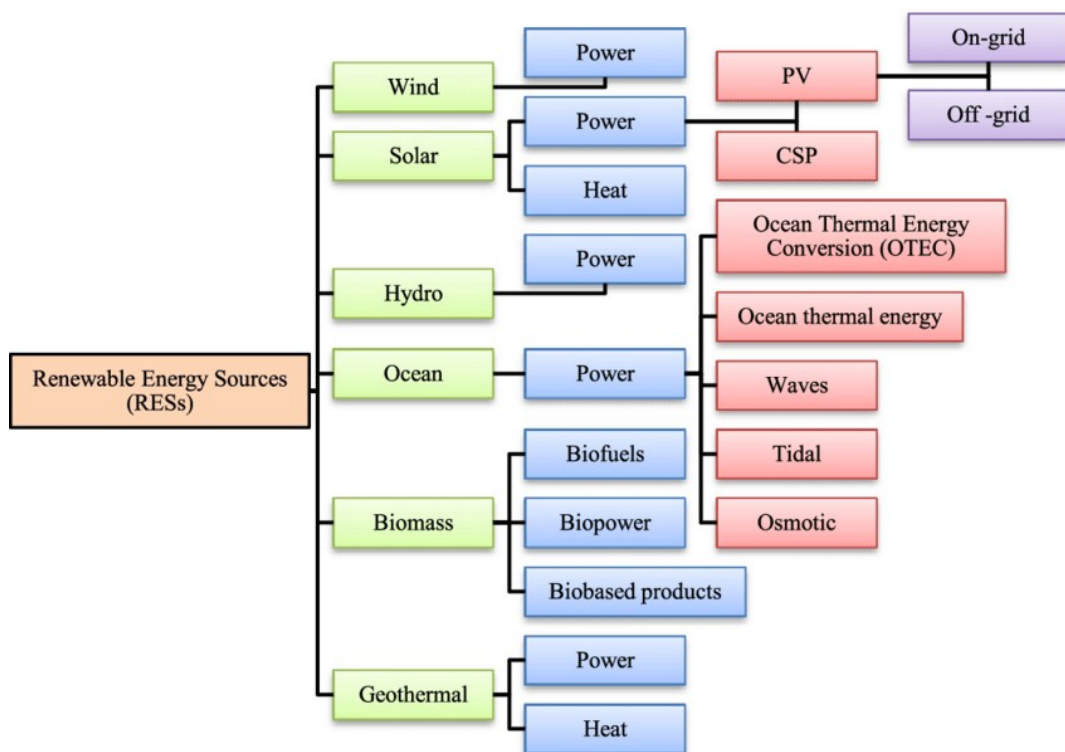 Renewable Energy Sources
(RESs)
Wind
Power
Solar
Power
PV
On-grid
Off -grid
CSP
Heat
Hydro
Power
Ocean
Power
Ocean Thermal Energy
Conversion (OTEC)
Ocean thermal energy
Waves
Tidal
Osmotic
Biomass
Biofuels
Biopower
Biobased products
Geothermal
Power
Heat